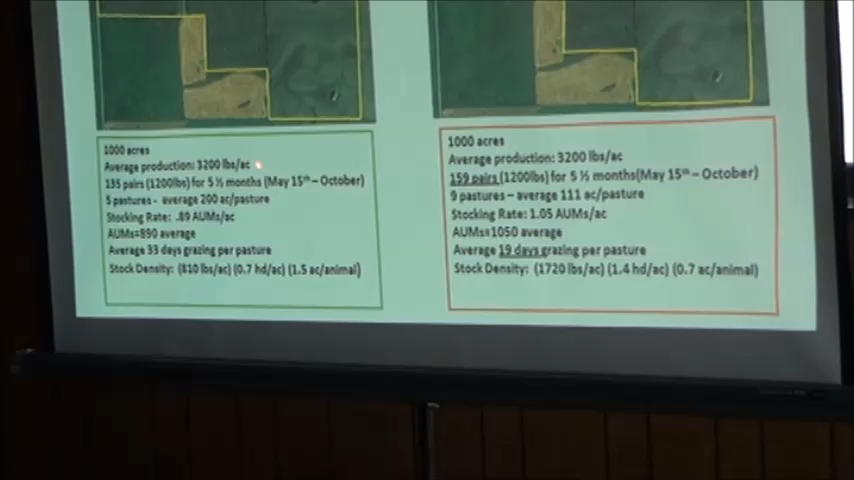 1000 acres
Average production: 3200 lbs/ac
135 pairs (1200lbs) for 5 ½ months (May 15th – October)
5 pastures - average 200 ac/pasture
Stocking Rate: .89 AUMs/ac
AUMs=890 average
Average 33 days grazing per pasture
Stock Density: (810 lbs/ac) (0.7 hd/ac) (1.5 ac/animal)
1000 acres
Average production: 3200 lbs/ac
159 pairs (1200lbs) for 5 ½ months(May 15th – October)
9 pastures – average 111 ac/pasture
Stocking Rate: 1.05 AUMs/ac
AUMs=1050 average
Average 19 days grazing per pasture
Stock Density: (1720 lbs/ac) (1.4 hd/ac) (0.7 ac/animal)